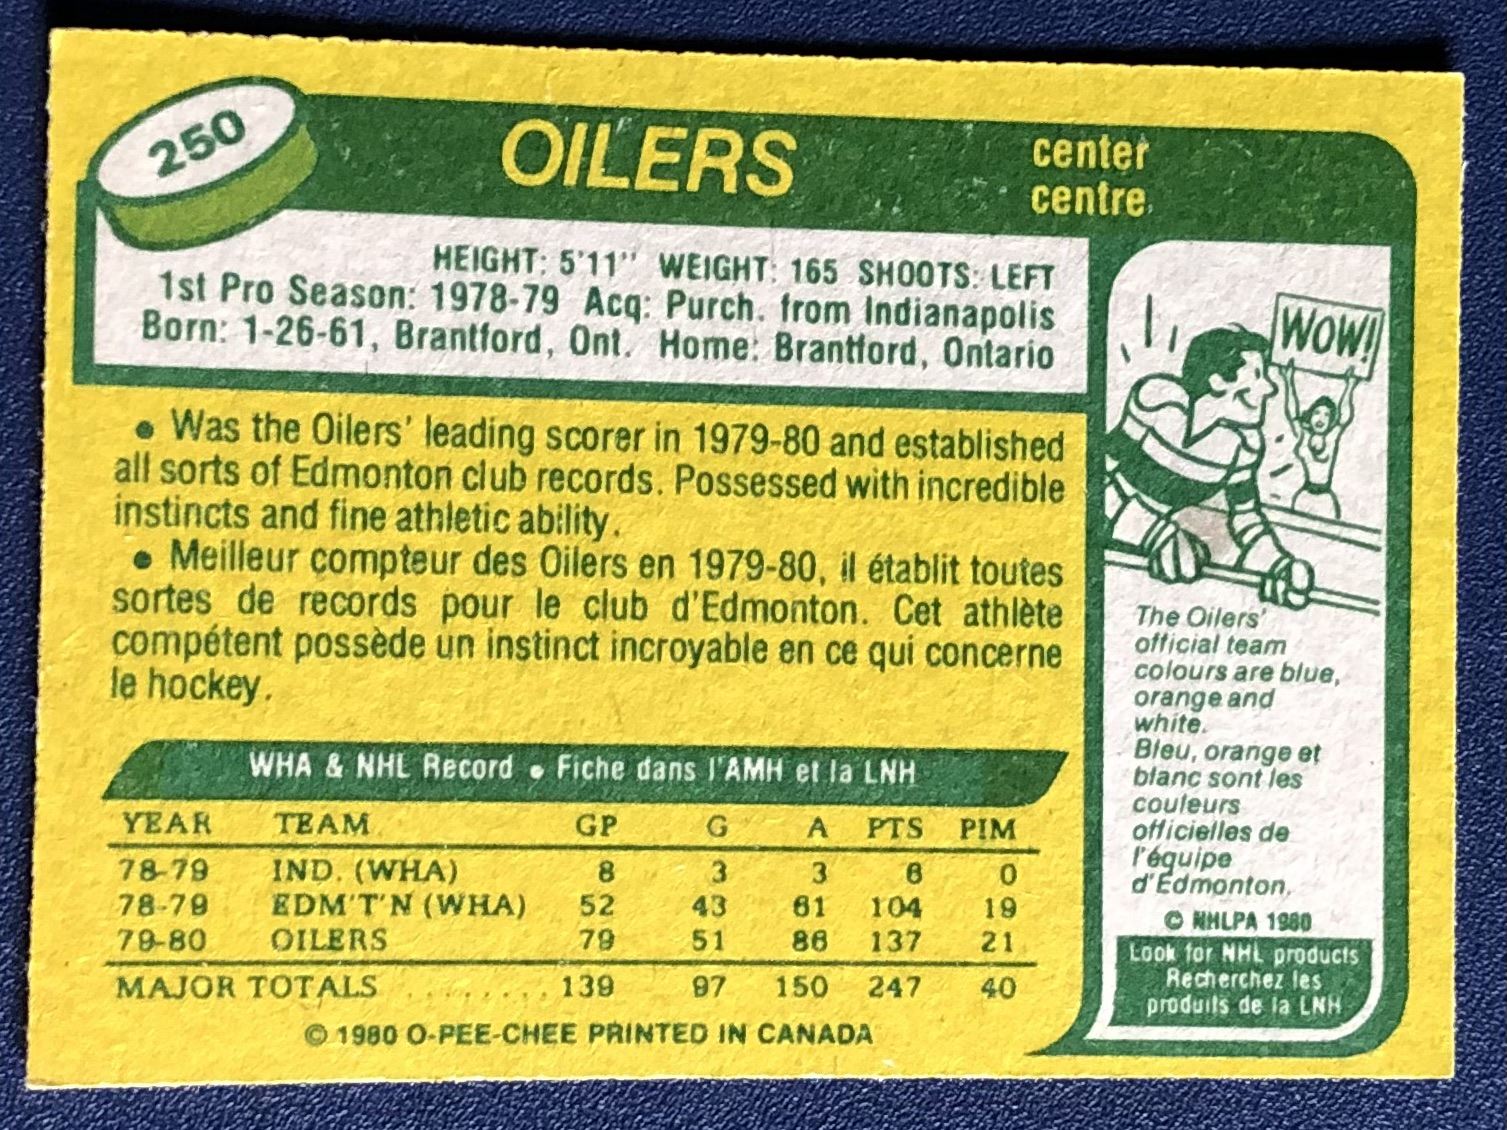 250
OILERS
center
centre
HEIGHT: 5'11" WEIGHT: 165 SHOOTS: LEFT
1st Pro Season: 1978-79 Acq: Purch. from Indianapolis
Born: 1-26-61, Brantford, Ont. Home: Brantford, Ontario
• Was the Oilers' leading scorer in 1979-80 and established
all sorts of Edmonton club records. Possessed with incredible
instincts and fine athletic ability.
• Meilleur compteur des Oilers en 1979-80, il établit toutes
sortes de records pour le club d'Edmonton. Cet athlète
compétent possède un instinct incroyable en ce qui concerne
le hockey.
WHA & NHL Record • Fiche dans l'AMH et la LNH
YEAR TEAM GP G A PTS PIM
78-79 IND. (WHA) 8 3 3 6 0
78-79 EDM'T'N (WHA) 52 43 61 104 19
79-80 OILERS 79 51 86 137 21
MAJOR TOTALS ........ 139 97 150 247 40
© 1980 O-PEE-CHEE PRINTED IN CANADA
WOW!
The Oilers'
official team
colours are blue,
orange and
white.
Bleu, orange et
blanc sont les
couleurs
officielles de
l'équipe
d'Edmonton.
© NHLPA 1980
Look for NHL products
Recherchez les
produits de la LNH